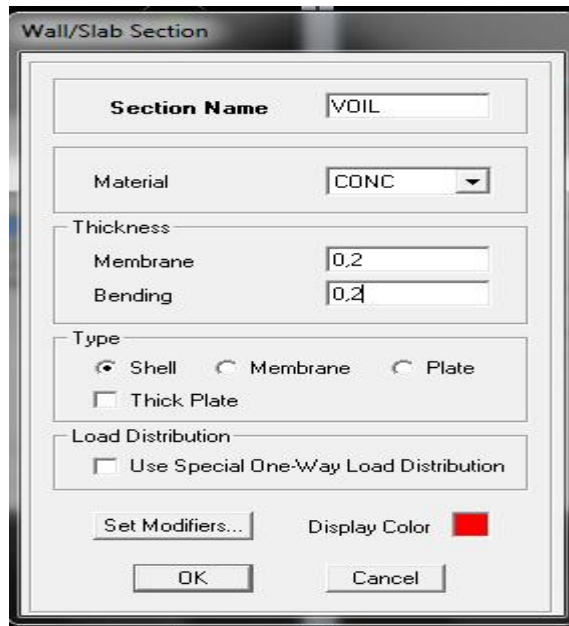 Wall/Slab Section
Section Name VOIL
Material CONC
Thickness
Membrane 0,2
Bending 0,2
Type
Shell Membrane Plate
Thick Plate
Load Distribution
Use Special One-Way Load Distribution
Set Modifiers... Display Color
OK Cancel